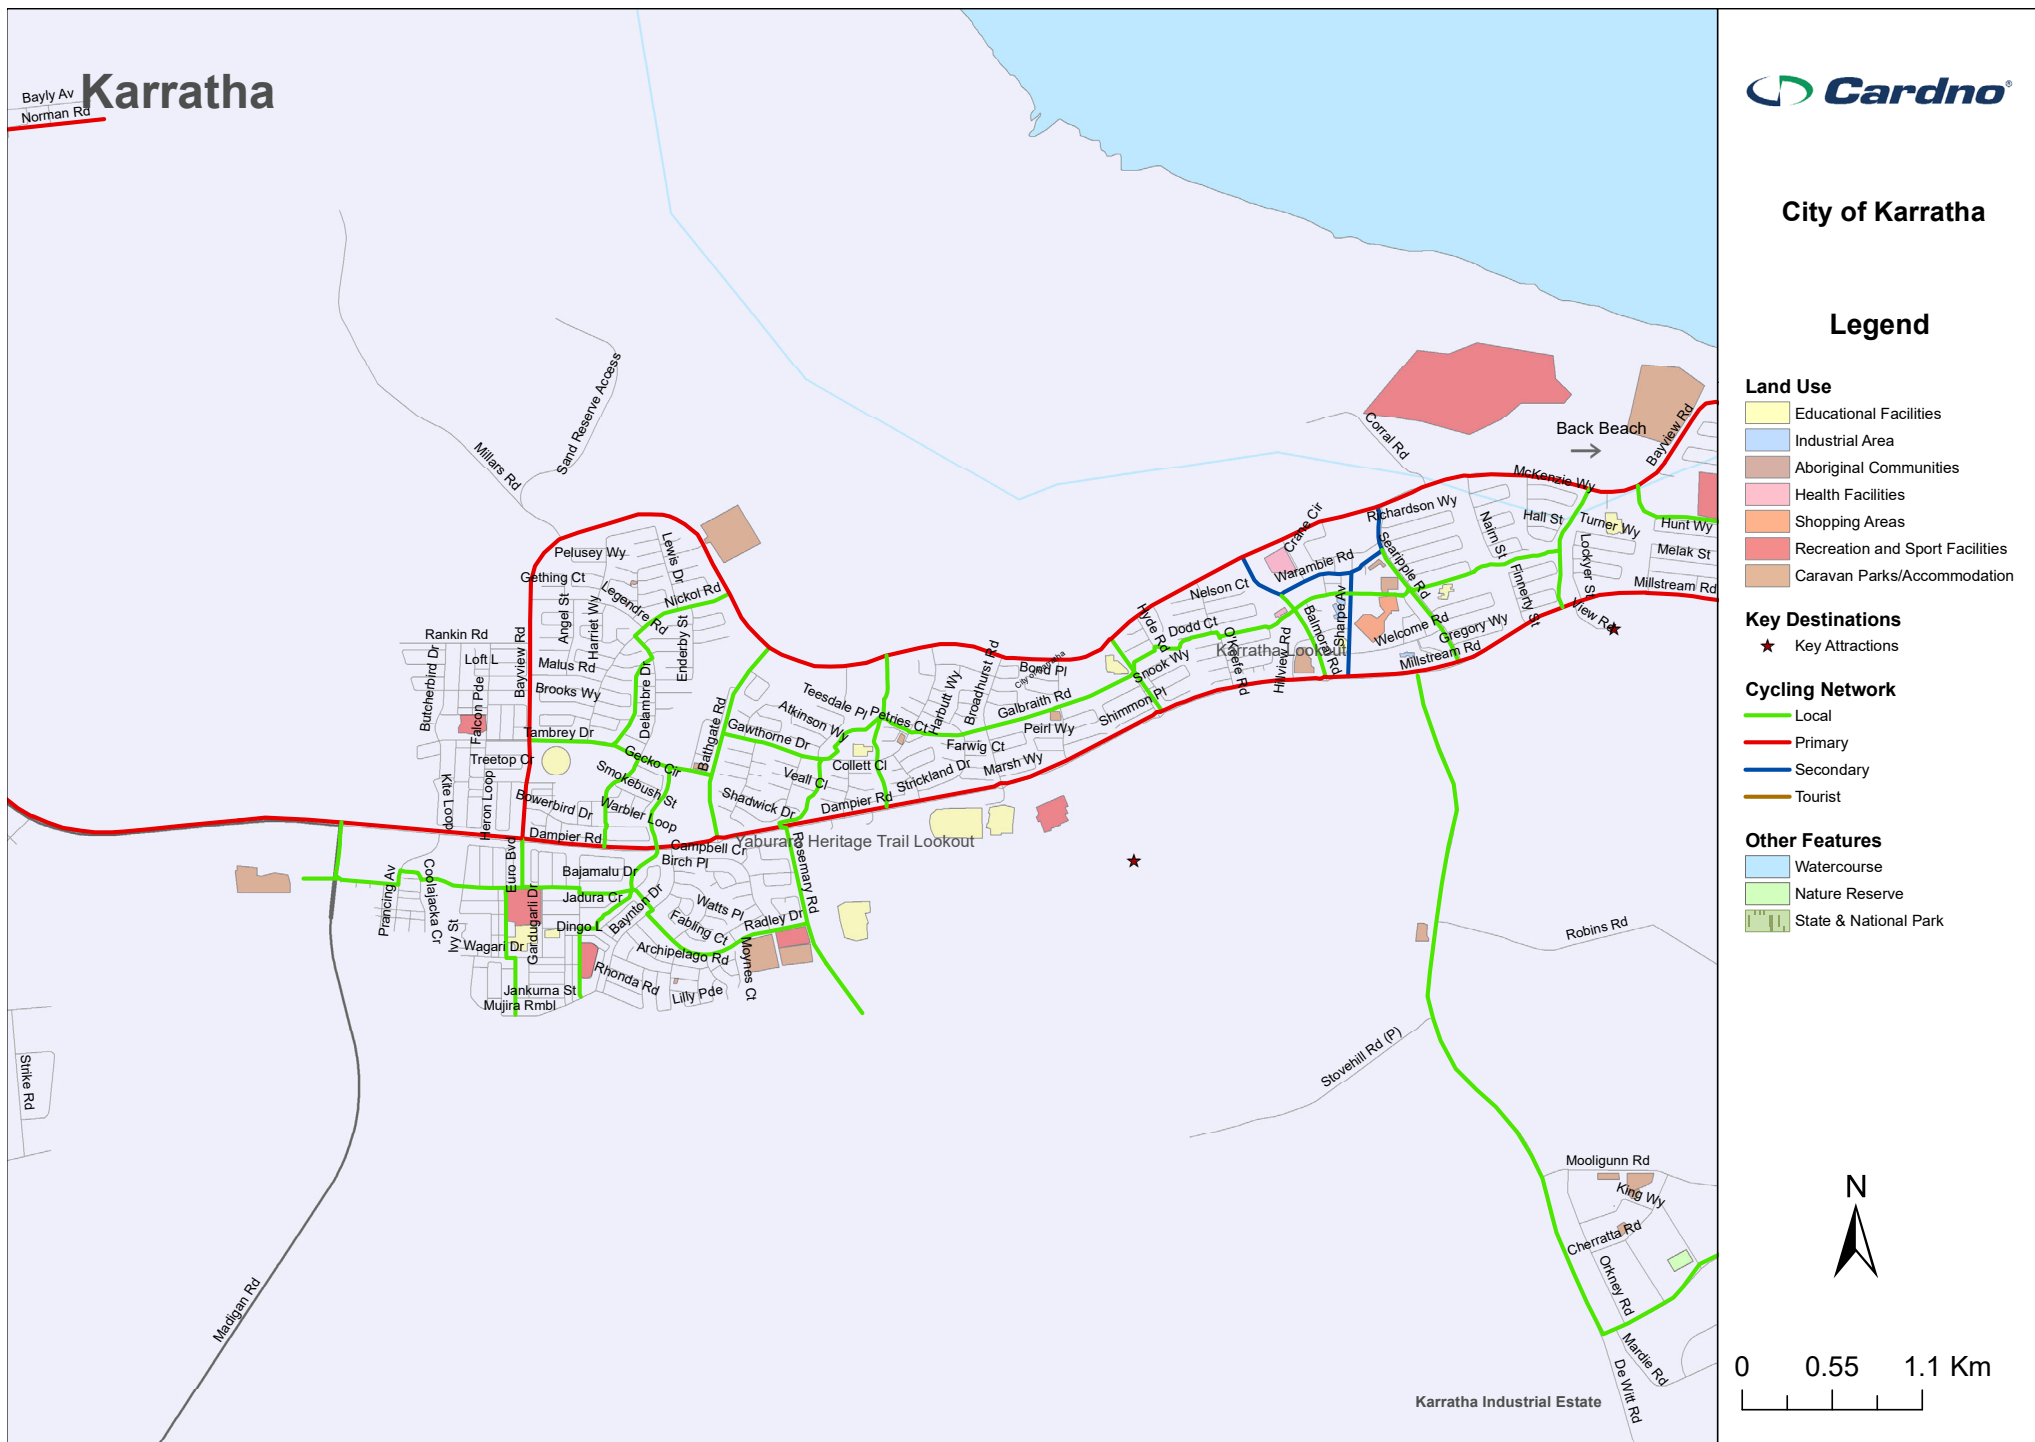 Karratha
Bayly Av
Norman Rd
Millars Rd
Sand Reserve Access
Corral Rd
Back Beach
Bayview Rd
McKenzie Wy
Richardson Wy
Crane Cir
Nairn St
Hall St
Turner Wy
Hunt Wy
Melak St
Lockyer St
Millstream Rd
Finnerty St
View Rd
Searipple Rd
Warambie Rd
Sharpe Av
Nelson Ct
Hyde Rd
Dodd Ct
O'Keefe Rd
Hillview Rd
Balmoral Rd
Karratha Lookout
Welcome Rd
Gregory Wy
Millstream Rd
Snook Wy
Shimmon Pl
Pelusey Wy
Lewis Dr
Gething Ct
Legendre Rd
Nickol Rd
Angel St
Harriet Wy
Enderby St
Rankin Rd
Loft L
Butcherbird Dr
Falcon Pde
Bayview Rd
Malus Rd
Brooks Wy
Delambre Dr
Tambrey Dr
Treetop Cr
Gecko Cir
Bathgate Rd
Kite Loop
Heron Loop
Smokebush St
Bowerbird Dr
Warbler Loop
Dampier Rd
Teesdale Pl
Atkinson Wy
Petries Ct
Harbutt Wy
Broadhurst Rd
Bond Pl
City of Karratha
Galbraith Rd
Peirl Wy
Farwig Ct
Marsh Wy
Strickland Dr
Gawthorne Dr
Collett Cl
Veall Cl
Shadwick Dr
Dampier Rd
Yaburara Heritage Trail Lookout
Campbell Cr
Birch Pl
Rosemary Rd
Euro Bvd
Bajamalu Dr
Jadura Cr
Baynton Dr
Watts Pl
Fabling Ct
Radley Dr
Prancing Av
Coolajacka Cr
Ivy St
Gardugarli Dr
Dingo L
Wagari Dr
Archipelago Rd
Moynes Ct
Rhonda Rd
Lilly Pde
Jankurna St
Mujira Rmbl
Strike Rd
Madigan Rd
Robins Rd
Stovehill Rd (P)
Mooligunn Rd
King Wy
Cherratta Rd
Orkney Rd
Mardie Rd
De Witt Rd
Karratha Industrial Estate
Cardno®
City of Karratha
Legend
Land Use
Educational Facilities
Industrial Area
Aboriginal Communities
Health Facilities
Shopping Areas
Recreation and Sport Facilities
Caravan Parks/Accommodation
Key Destinations
Key Attractions
Cycling Network
Local
Primary
Secondary
Tourist
Other Features
Watercourse
Nature Reserve
State & National Park
N
0 0.55 1.1 Km